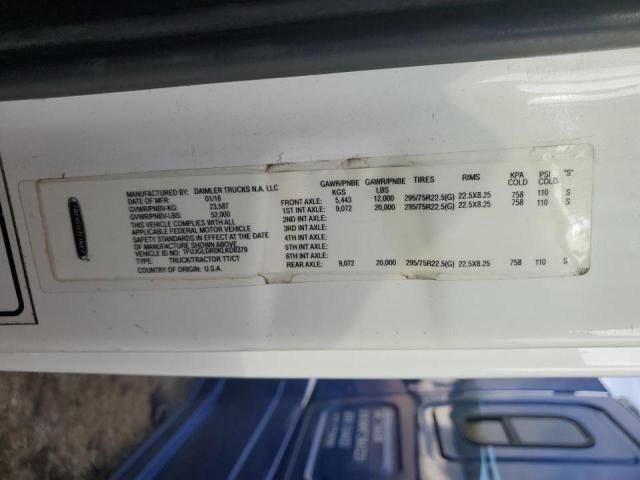 FREIGHTLINER
MANUFACTURED BY: DAIMLER TRUCKS N.A. LLC
DATE OF MFR: 01/18
GVWR/PNBV-KG: 23,587
GVWR/PNBV-LBS: 52,000
THIS VEHICLE COMPLIES WITH ALL
APPLICABLE FEDERAL MOTOR VEHICLE
SAFETY STANDARDS IN EFFECT AT THE DATE
OF MANUFACTURE SHOWN ABOVE
VEHICLE ID NO.: 1FUJGLDR0KLKD8379
TYPE: TRUCK/TRACTOR TT/CT
COUNTRY OF ORIGIN: U.S.A.
GAWR/PNBE KGS GAWR/PNBE LBS TIRES RIMS KPA COLD PSI COLD "S"
FRONT AXLE: 5,443 12,000 295/75R22.5(G) 22.5X8.25 758 110 S
1ST INT AXLE: 9,072 20,000 295/75R22.5(G) 22.5X8.25 758 110 S
2ND INT AXLE:
3RD INT AXLE:
4TH INT AXLE:
5TH INT AXLE:
6TH INT AXLE:
REAR AXLE: 9,072 20,000 295/75R22.5(G) 22.5X8.25 758 110 S